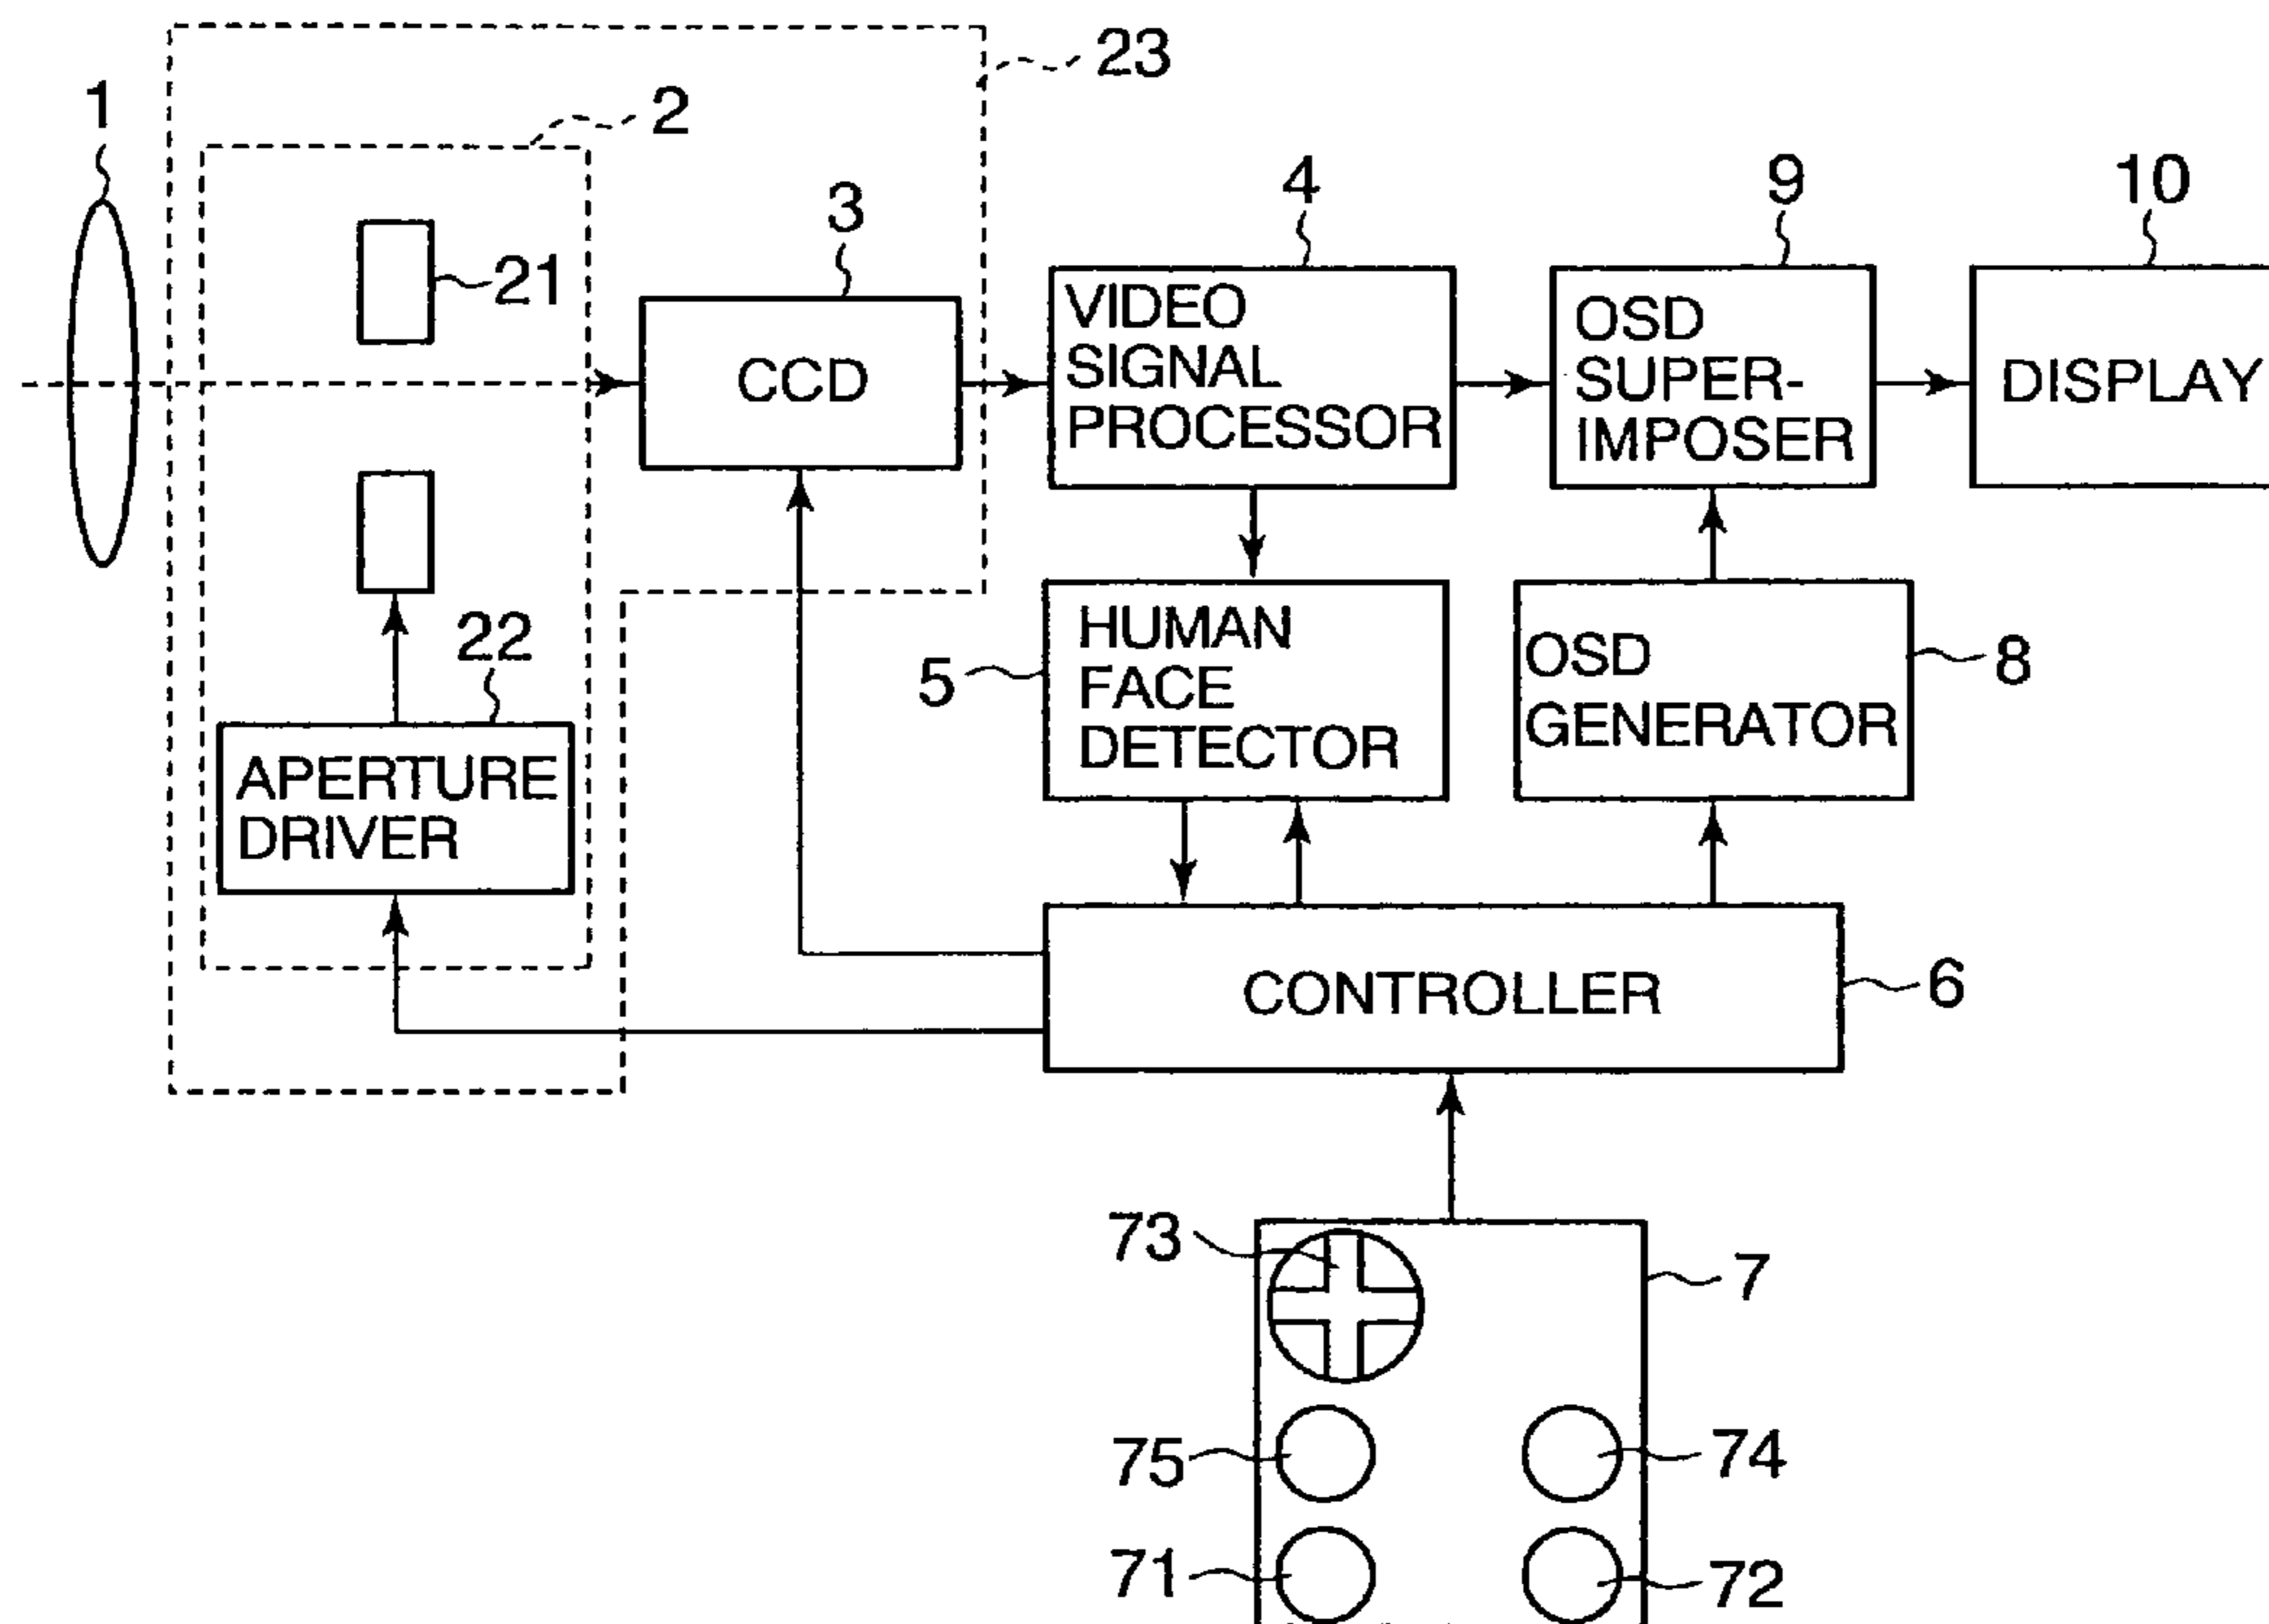 23
2
1
4
9
10
3
21
VIDEO
SIGNAL
PROCESSOR
OSD
SUPER-
IMPOSER
CCD
DISPLAY
22
HUMAN
FACE
DETECTOR
5
OSD
GENERATOR
8
APERTURE
DRIVER
CONTROLLER
6
73
7
75
74
71
72